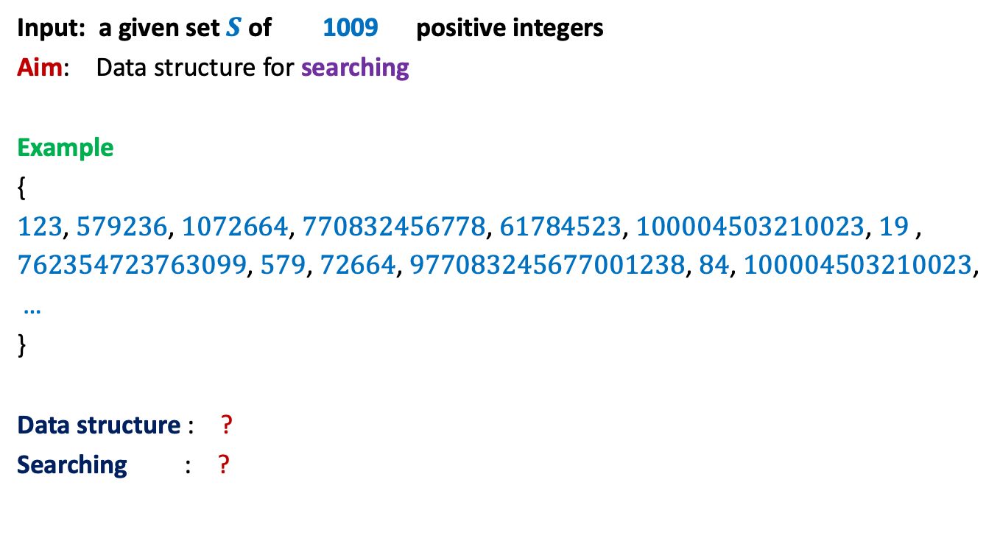 Input: a given set S of 1009 positive integers
Aim: Data structure for searching
Example
{
123, 579236, 1072664, 770832456778, 61784523, 100004503210023, 19 ,
762354723763099, 579, 72664, 977083245677001238, 84, 100004503210023,
…
}
Data structure : ?
Searching : ?